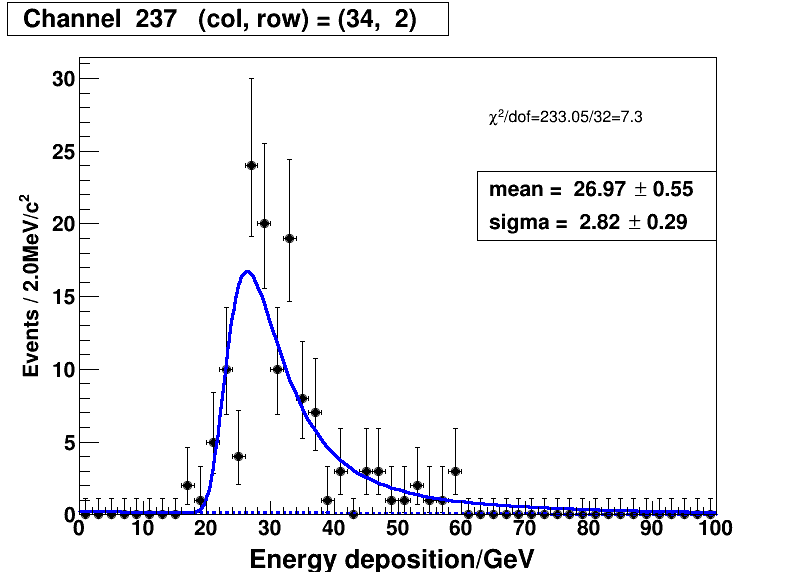 Channel 237 (col, row) = (34, 2)
χ²/dof=233.05/32=7.3
mean = 26.97 ± 0.55
sigma = 2.82 ± 0.29
Events / 2.0MeV/c²
30
25
20
15
10
5
0
0 10 20 30 40 50 60 70 80 90 100
Energy deposition/GeV